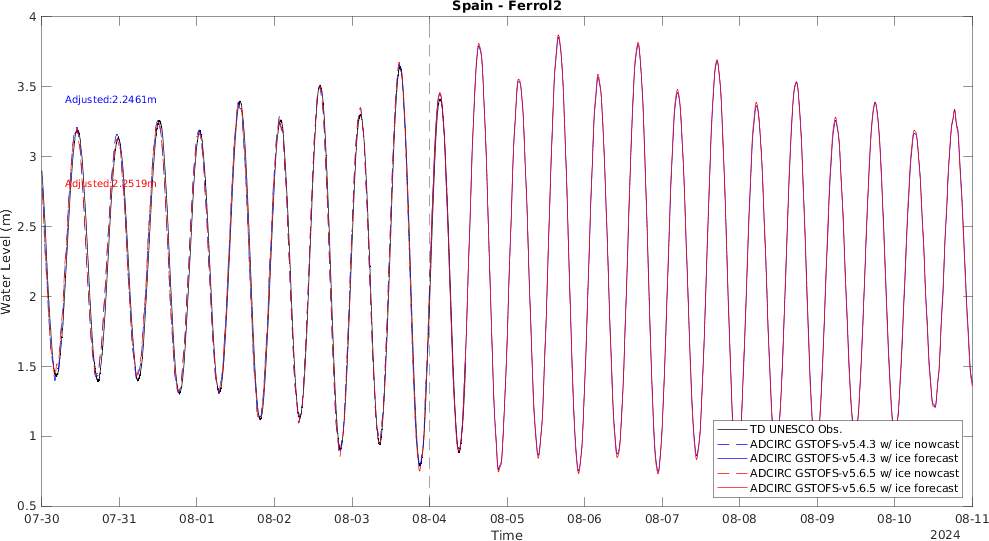 Spain - Ferrol2
4
3.5
3
2.5
2
1.5
1
0.5
Water Level (m)
Adjusted:2.2461m
Adjusted:2.2519m
TD UNESCO Obs.
ADCIRC GSTOFS-v5.4.3 w/ ice nowcast
ADCIRC GSTOFS-v5.4.3 w/ ice forecast
ADCIRC GSTOFS-v5.6.5 w/ ice nowcast
ADCIRC GSTOFS-v5.6.5 w/ ice forecast
07-30 07-31 08-01 08-02 08-03 08-04 08-05 08-06 08-07 08-08 08-09 08-10 08-11
Time
2024